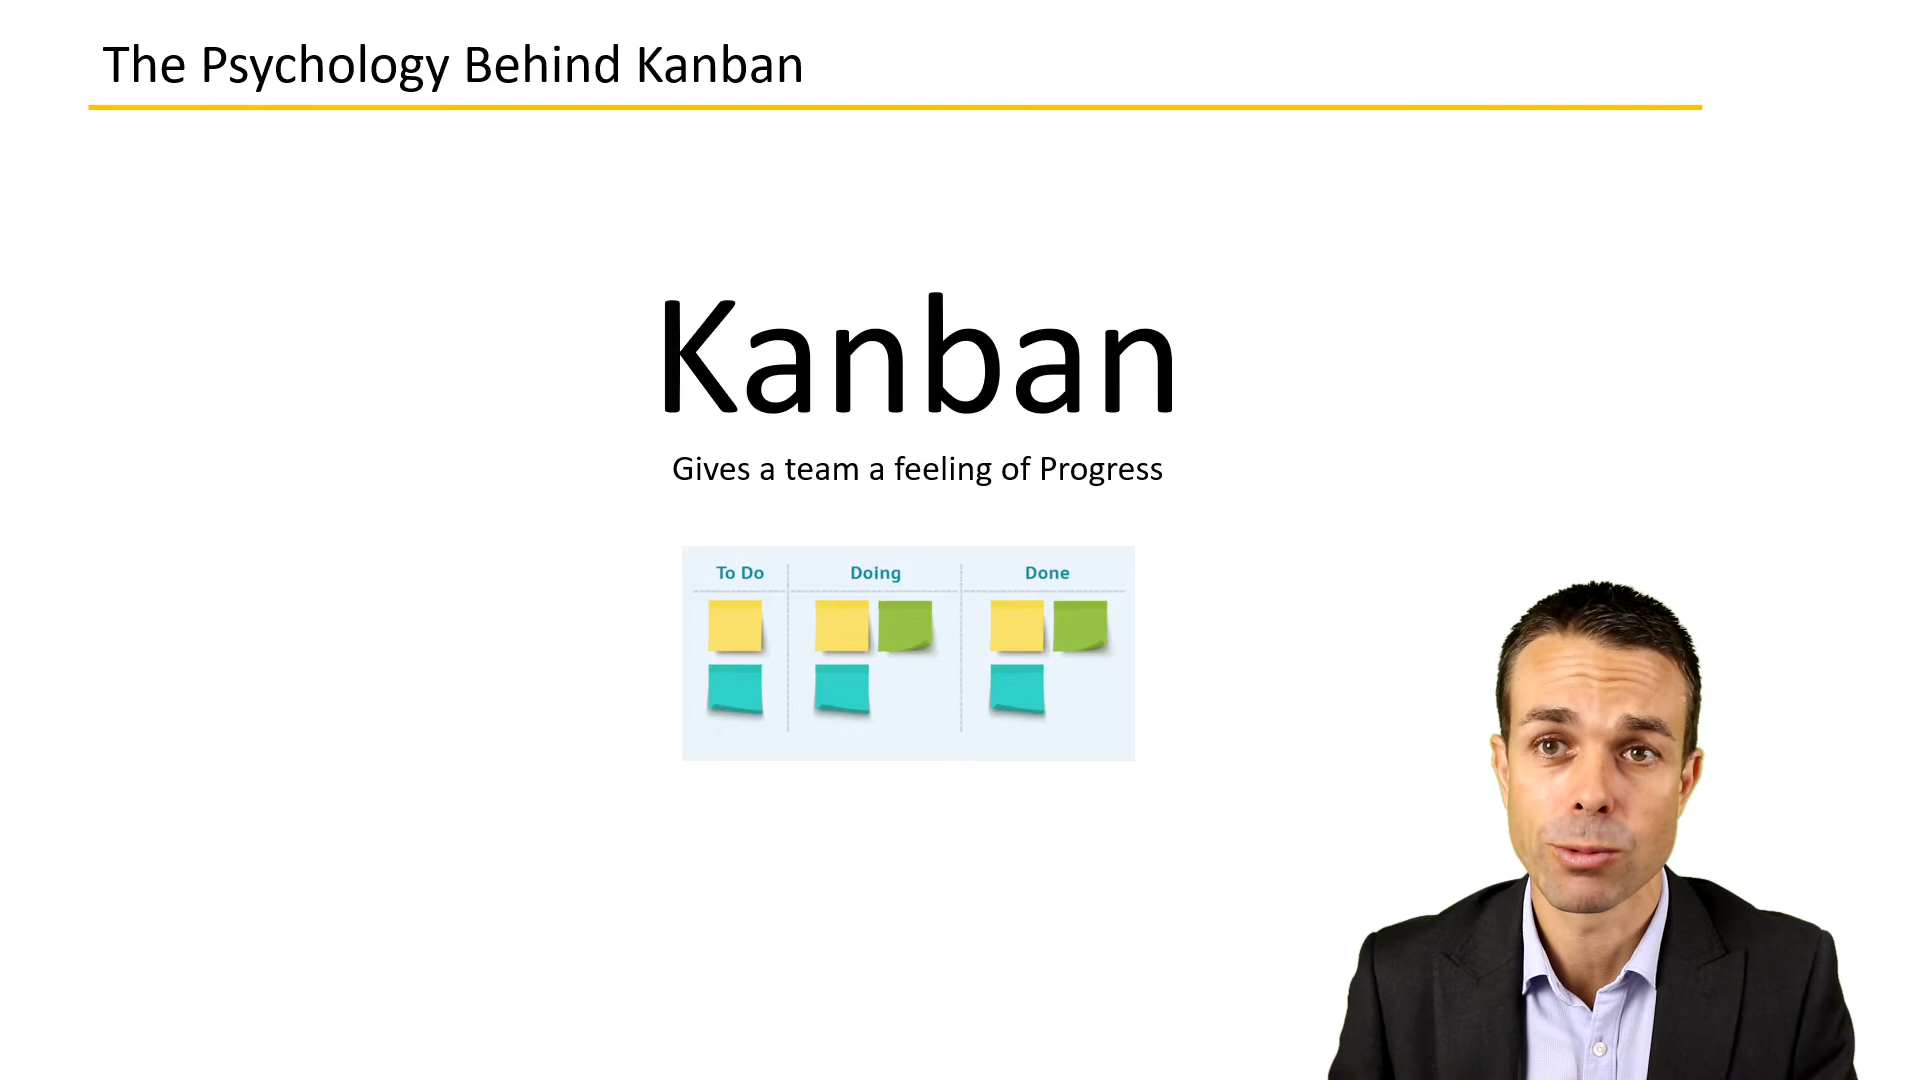 The Psychology Behind Kanban
Kanban
Gives a team a feeling of Progress
To Do Doing Done